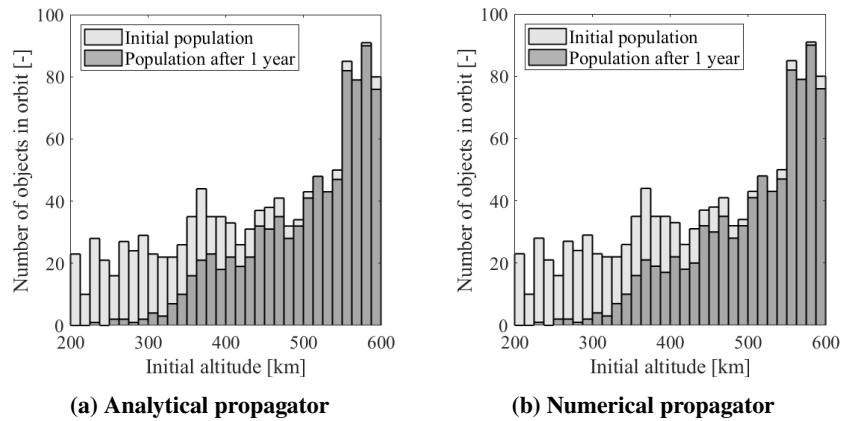 100
80
60
40
20
0
Number of objects in orbit [-]
Initial population
Population after 1 year
200 300 400 500 600
Initial altitude [km]
(a) Analytical propagator
100
80
60
40
20
0
Number of objects in orbit [-]
Initial population
Population after 1 year
200 300 400 500 600
Initial altitude [km]
(b) Numerical propagator